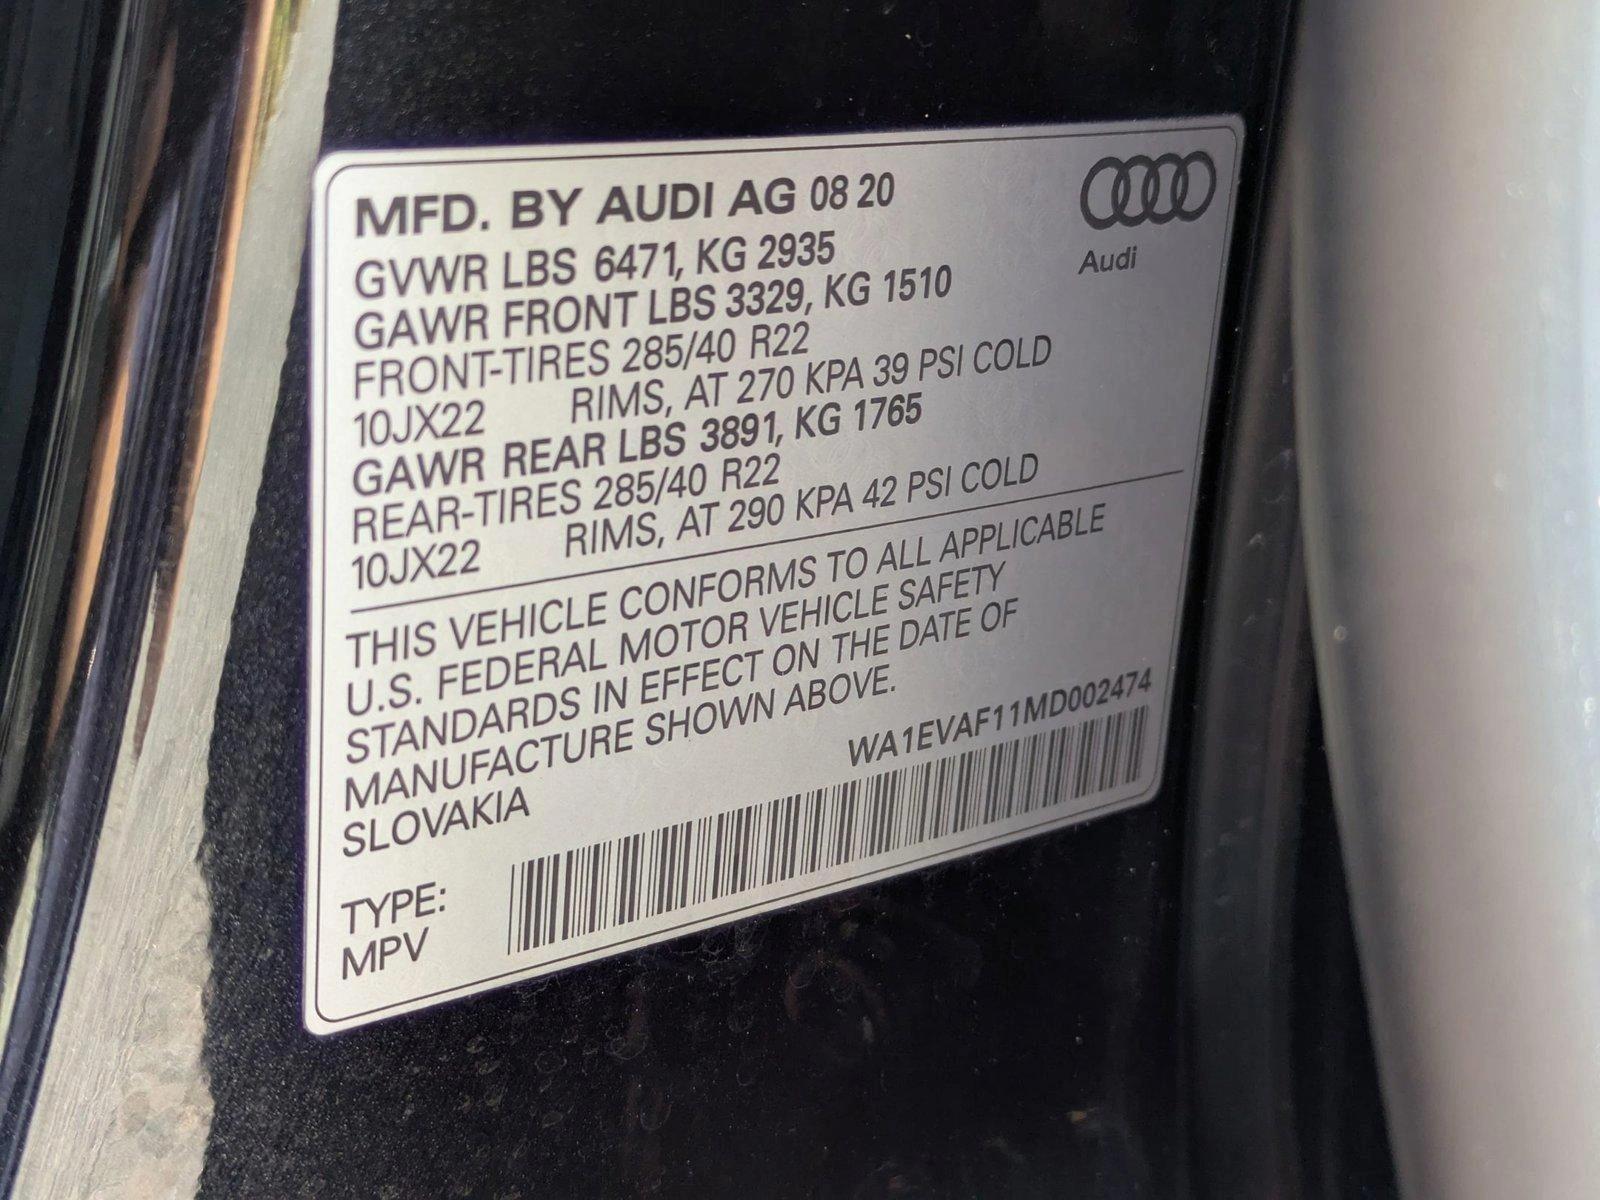 MFD. BY AUDI AG 08 20
Audi
GVWR LBS 6471, KG 2935
GAWR FRONT LBS 3329, KG 1510
FRONT-TIRES 285/40 R22
10JX22 RIMS, AT 270 KPA 39 PSI COLD
GAWR REAR LBS 3891, KG 1765
REAR-TIRES 285/40 R22
10JX22 RIMS, AT 290 KPA 42 PSI COLD
THIS VEHICLE CONFORMS TO ALL APPLICABLE
U.S. FEDERAL MOTOR VEHICLE SAFETY
STANDARDS IN EFFECT ON THE DATE OF
MANUFACTURE SHOWN ABOVE.
SLOVAKIA
WA1EVAF11MD002474
TYPE:
MPV